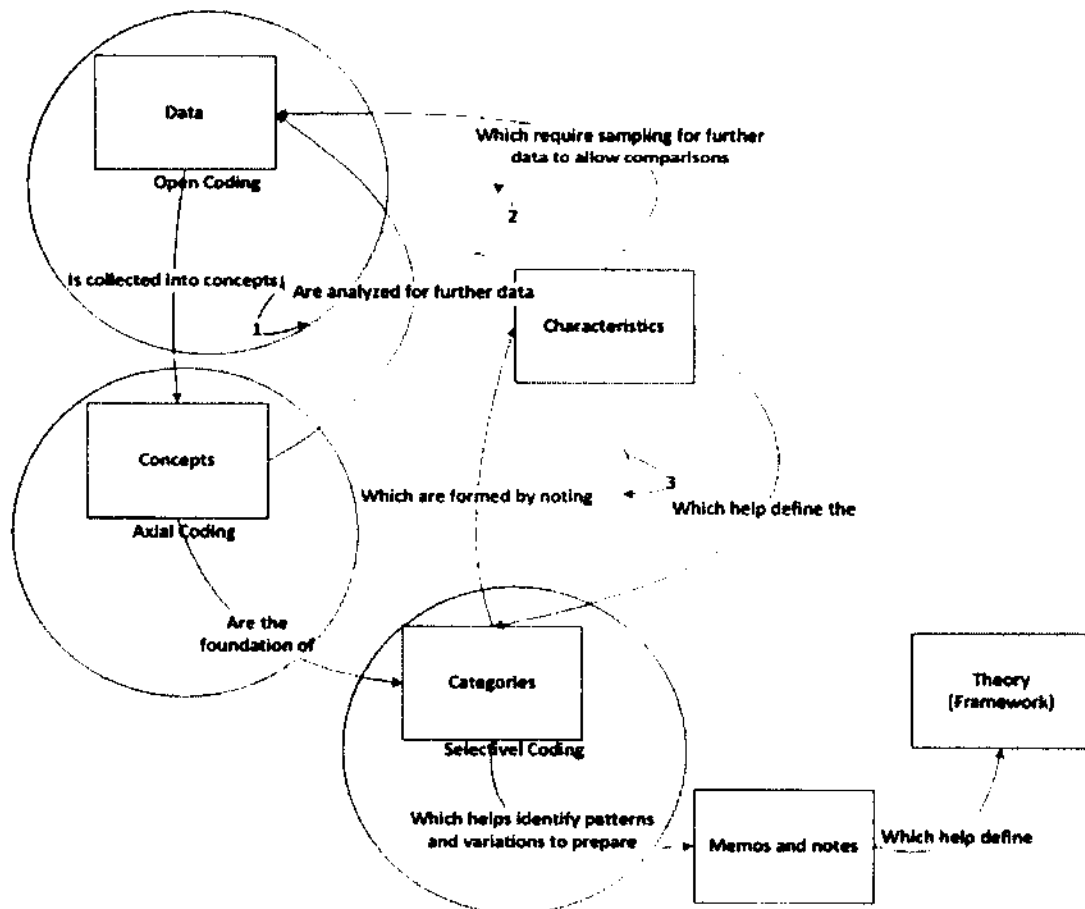 Data
Open Coding
Which require sampling for further
data to allow comparisons
2
Is collected into concepts
Are analyzed for further data
1
Characteristics
Concepts
Axial Coding
Which are formed by noting
3
Which help define the
Are the
foundation of
Categories
Selectivel Coding
Theory
(Framework)
Which helps identify patterns
and variations to prepare
Memos and notes
Which help define